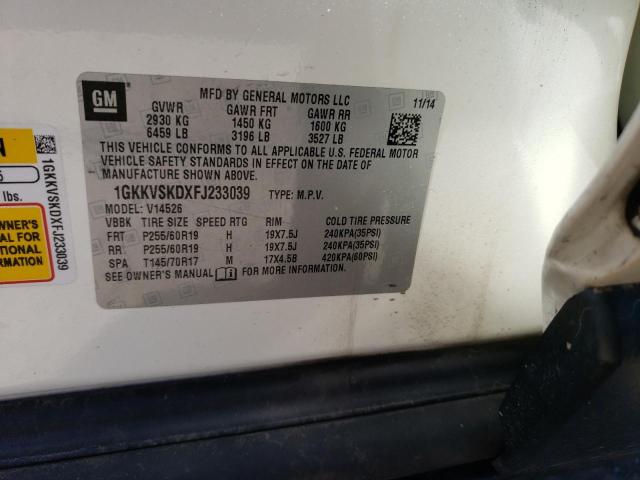 GM
MFD BY GENERAL MOTORS LLC
11/14
GVWR GAWR FRT GAWR RR
2930 KG 1450 KG 1600 KG
6459 LB 3196 LB 3527 LB
THIS VEHICLE CONFORMS TO ALL APPLICABLE U.S. FEDERAL MOTOR
VEHICLE SAFETY STANDARDS IN EFFECT ON THE DATE OF
MANUFACTURE SHOWN ABOVE.
1GKKVSKDXFJ233039 TYPE: M.P.V.
MODEL: V14526
VBBK TIRE SIZE SPEED RTG RIM COLD TIRE PRESSURE
FRT P255/60R19 H 19X7.5J 240KPA(35PSI)
RR P255/60R19 H 19X7.5J 240KPA(35PSI)
SPA T145/70R17 M 17X4.5B 420KPA(60PSI)
SEE OWNER'S MANUAL FOR MORE INFORMATION.
lbs.
OWNER'S
FOR
INFORMATION
1GKKVSKDXFJ233039